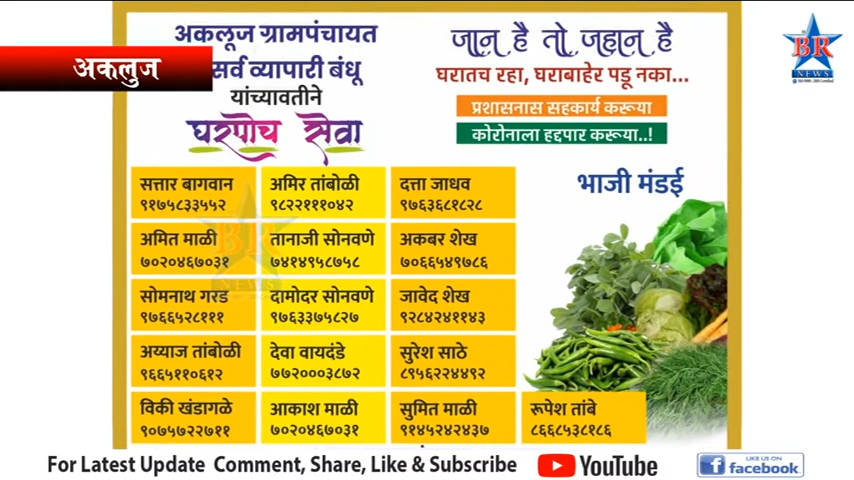 अकलूज ग्रामपंचायत
सर्व व्यापारी बंधू
यांच्यावतीने
घरपोच सेवा
अकलुज
जान है तो जहान है
घरातच रहा, घराबाहेर पडू नका...
प्रशासनास सहकार्य करूया
कोरोनाला हद्दपार करूया..!
BR
NEWS
भाजी मंडई
सत्तार बागवान
९१७५८३३५५२
अमिर तांबोळी
९८२२१११०४२
दत्ता जाधव
९७६३६८१८२८
अमित माळी
७०२०४६७०३१
तानाजी सोनवणे
७४१४९५८७५८
अकबर शेख
७०६६५४९७८६
सोमनाथ गरड
९७६६५२८१११
दामोदर सोनवणे
९७६३३७५८२७
जावेद शेख
९२८४२४११४३
अय्याज तांबोळी
९६६५११०६१२
देवा वायदंडे
७७२०००३८७२
सुरेश साठे
८९५६२२४४९२
विकी खंडागळे
९०७५७२२७११
आकाश माळी
७०२०४६७०३१
सुमित माळी
९१४५२४२४३७
रूपेश तांबे
८६६८५३८१८६
BR
NEWS
For Latest Update Comment, Share, Like & Subscribe
YouTube
LIKE US ON
facebook